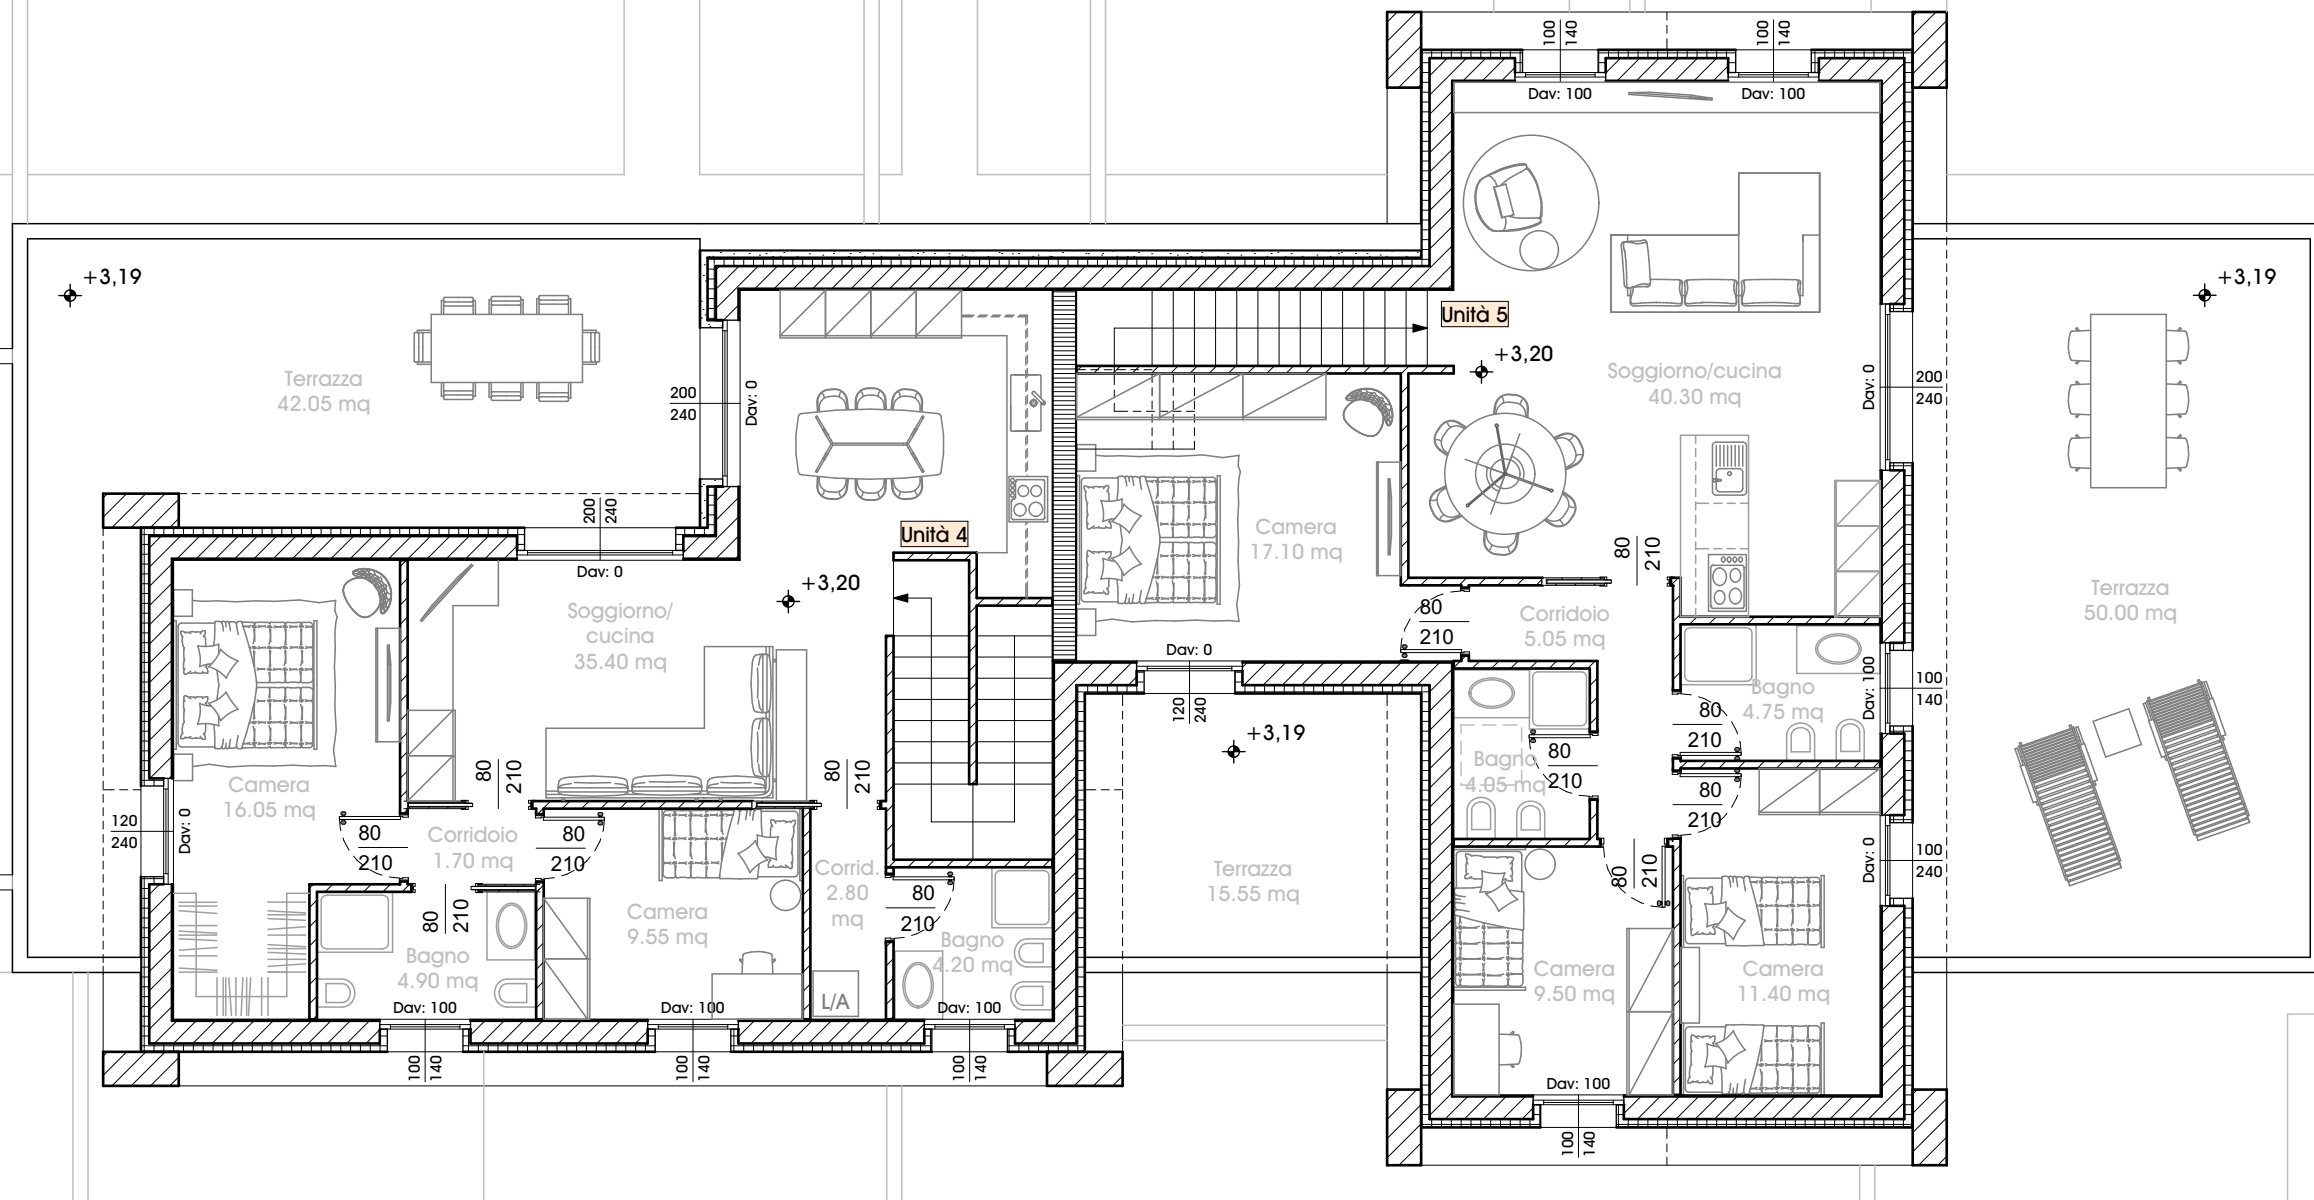 100
140
100
140
Dav: 100
Dav: 100
+3,19
Terrazza
42.05 mq
200
240
Dav: 0
200
240
Dav: 0
Unità 4
+3,20
Soggiorno/
cucina
35.40 mq
Camera
16.05 mq
120
240
Dav: 0
80
210
Corridoio
1.70 mq
80
210
80
210
80
210
80
210
Bagno
4.90 mq
Dav: 100
100
140
Camera
9.55 mq
Dav: 100
100
140
Corrid.
2.80
mq
L/A
80
210
Bagno
4.20 mq
Dav: 100
100
140
Unità 5
+3,20
Soggiorno/cucina
40.30 mq
Dav: 0
200
240
Camera
17.10 mq
Dav: 0
120
240
80
210
80
210
Corridoio
5.05 mq
+3,19
Terrazza
15.55 mq
Bagno
4.05 mq
80
210
Bagno
4.75 mq
80
210
Dav: 100
100
140
80
210
80
210
Dav: 0
100
240
Camera
9.50 mq
Dav: 100
100
140
Camera
11.40 mq
+3,19
Terrazza
50.00 mq